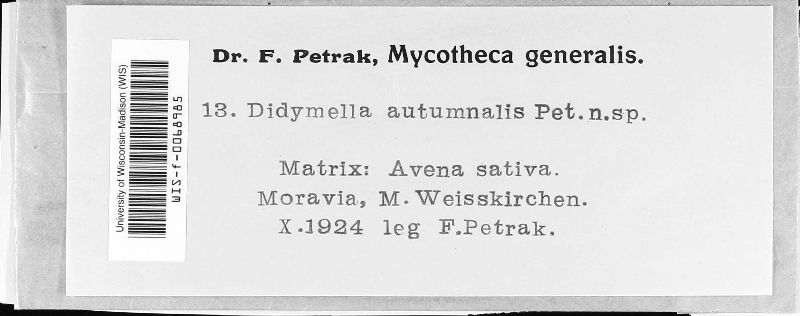 Dr. F. Petrak, Mycotheca generalis.
13. Didymella autumnalis Pet.n.sp.
Matrix: Avena sativa.
Moravia, M. Weisskirchen.
X.1924 leg F.Petrak.
University of Wisconsin-Madison (WIS)
WIS-f-0068985